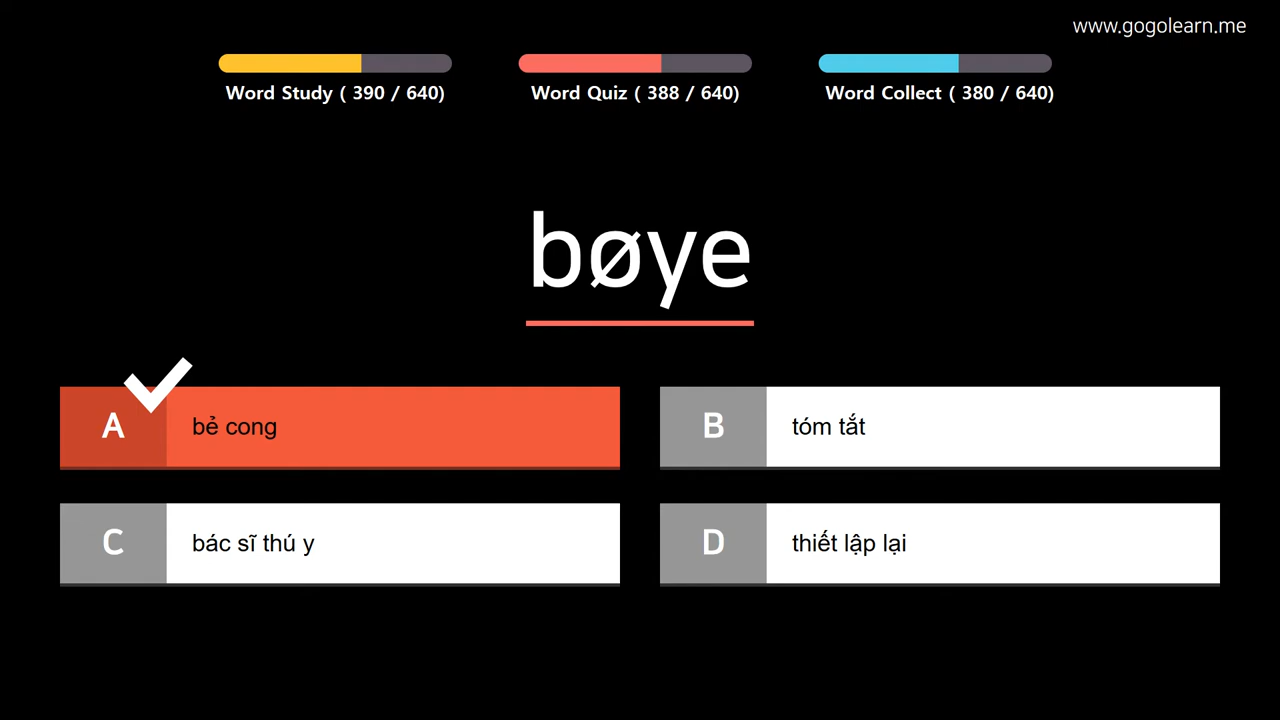 www.gogolearn.me
Word Study ( 390 / 640)
Word Quiz ( 388 / 640)
Word Collect ( 380 / 640)
bøye
A bẻ cong
B tóm tắt
C bác sĩ thú y
D thiết lập lại